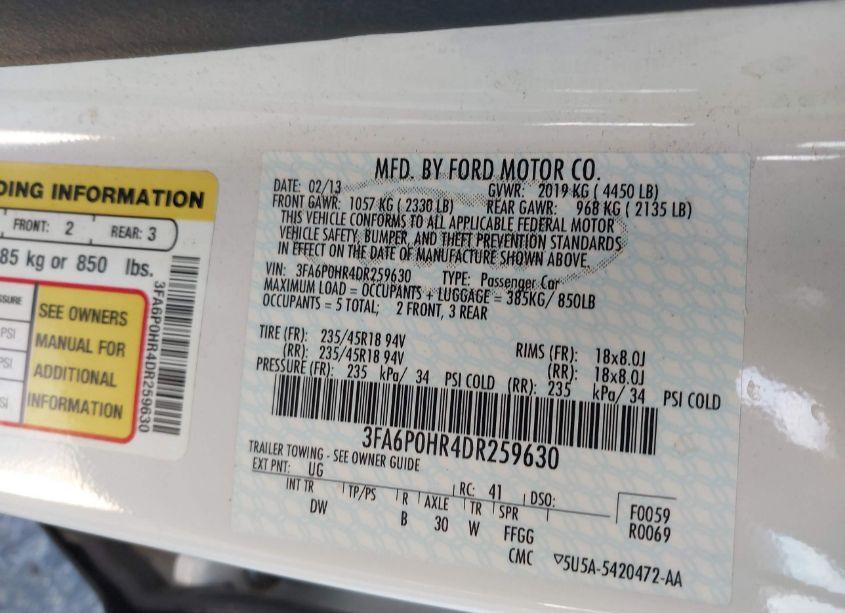 DING INFORMATION
FRONT: 2 REAR: 3
85 kg or 850 lbs.
SSURE
PSI
PSI
SI
SEE OWNERS
MANUAL FOR
ADDITIONAL
INFORMATION
3FA6P0HR4DR259630
MFD. BY FORD MOTOR CO.
DATE: 02/13 GVWR: 2019 KG ( 4450 LB)
FRONT GAWR: 1057 KG ( 2330 LB) REAR GAWR: 968 KG ( 2135 LB)
THIS VEHICLE CONFORMS TO ALL APPLICABLE FEDERAL MOTOR
VEHICLE SAFETY, BUMPER, AND THEFT PREVENTION STANDARDS
IN EFFECT ON THE DATE OF MANUFACTURE SHOWN ABOVE.
VIN: 3FA6P0HR4DR259630 TYPE: Passenger Car
MAXIMUM LOAD = OCCUPANTS + LUGGAGE = 385KG/ 850LB
OCCUPANTS = 5 TOTAL; 2 FRONT, 3 REAR
TIRE (FR): 235/45R18 94V RIMS (FR): 18x8.0J
(RR): 235/45R18 94V (RR): 18x8.0J
PRESSURE (FR): 235 kPa/ 34 PSI COLD (RR): 235 kPa/ 34 PSI COLD
3FA6P0HR4DR259630
TRAILER TOWING - SEE OWNER GUIDE
EXT PNT: UG RC: 41 DSO: F0059
INT TR TP/PS R AXLE TR SPR R0069
DW B 30 W FFGG
CMC ▽5U5A-5420472-AA